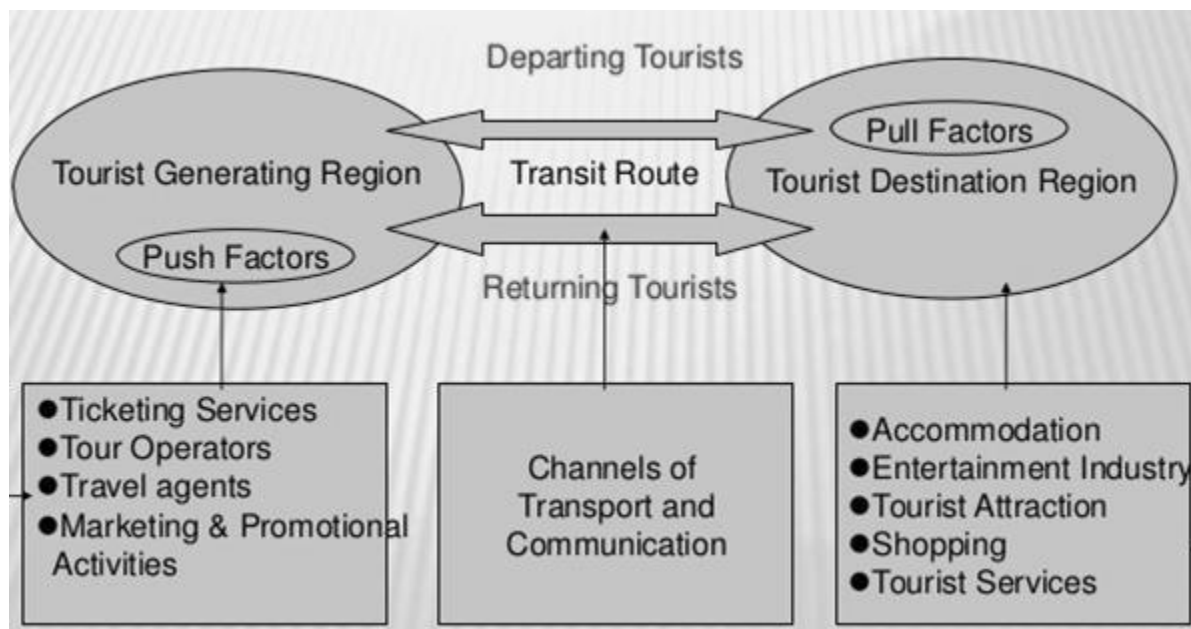 Departing Tourists
Pull Factors
Tourist Generating Region
Transit Route
Tourist Destination Region
Push Factors
Returning Tourists
●Ticketing Services
●Tour Operators
●Travel agents
●Marketing & Promotional
Activities
Channels of
Transport and
Communication
●Accommodation
●Entertainment Industry
●Tourist Attraction
●Shopping
●Tourist Services